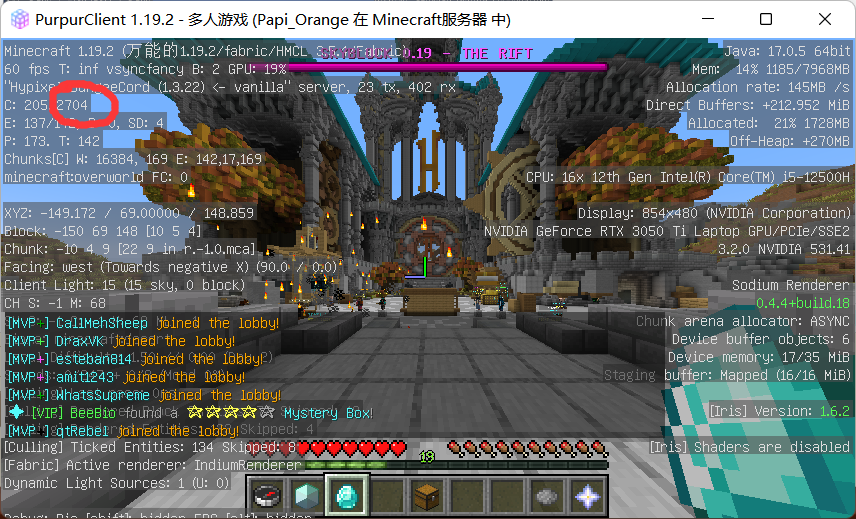 PurpurClient 1.19.2 - 多人游戏 (Papi_Orange 在 Minecraft服务器 中)
Minecraft 1.19.2 (万能的1.19.2/fabric/HMCL
1.19 - THE RIFT
Java: 17.0.5 64bit
60 fps T: inf vsyncfancy B: 2 GPU: 19%
Mem: 14% 1185/7968MB
(1.3.22) <- vanilla" server, 23 tx, 402 rx
Allocation rate: 145MB /s
C: 205 2704
Direct Buffers: +212.952 MiB
SD: 4
Allocated: 21% 1728MB
P: 173. T: 142
Off-Heap: +270MB
Chunks[C] W: 16384, 169 E: 142,17,169
minecraft:overworld FC: 0
CPU: 16x 12th Gen Intel(R) Core(TM) i5-12500H
XYZ: -149.172 / 69.00000 / 148.859
Display: 854x480 (NVIDIA Corporation)
Block: -150 69 148 [10 5 4]
NVIDIA GeForce RTX 3050 Ti Laptop GPU/PCIe/SSE2
Chunk: -10 4 9 [22 9 in r.-1.0.mca]
3.2.0 NVIDIA 531.41
Facing: west (Towards negative X) (90.0 / 0.0)
Client Light: 15 (15 sky, 0 block)
Sodium Renderer
CH S: -1 M: 68
0.4.4+build.18
[MVP+] CallMehSheep joined the lobby!
Chunk arena allocator: ASYNC
[MVP+] DraxVK joined the lobby!
Device buffer objects: 6
[MVP+] esteban814 joined the lobby!
Device memory: 17/35 MiB
[MVP+] amit1243 joined the lobby!
Staging buffer: Mapped (16/16 MiB)
[MVP+] WhatsSupreme joined the lobby!
[VIP] BeeBio found a ☆☆☆☆☆ Mystery Box!
[Iris] Version: 1.6.2
[MVP+] qtRebel joined the lobby!
[Culling] Ticked Entities: 134 Skipped: 8
19
[Iris] Shaders are disabled
[Fabric] Active renderer: IndiumRenderer
Dynamic Light Sources: 1 (U: 0)